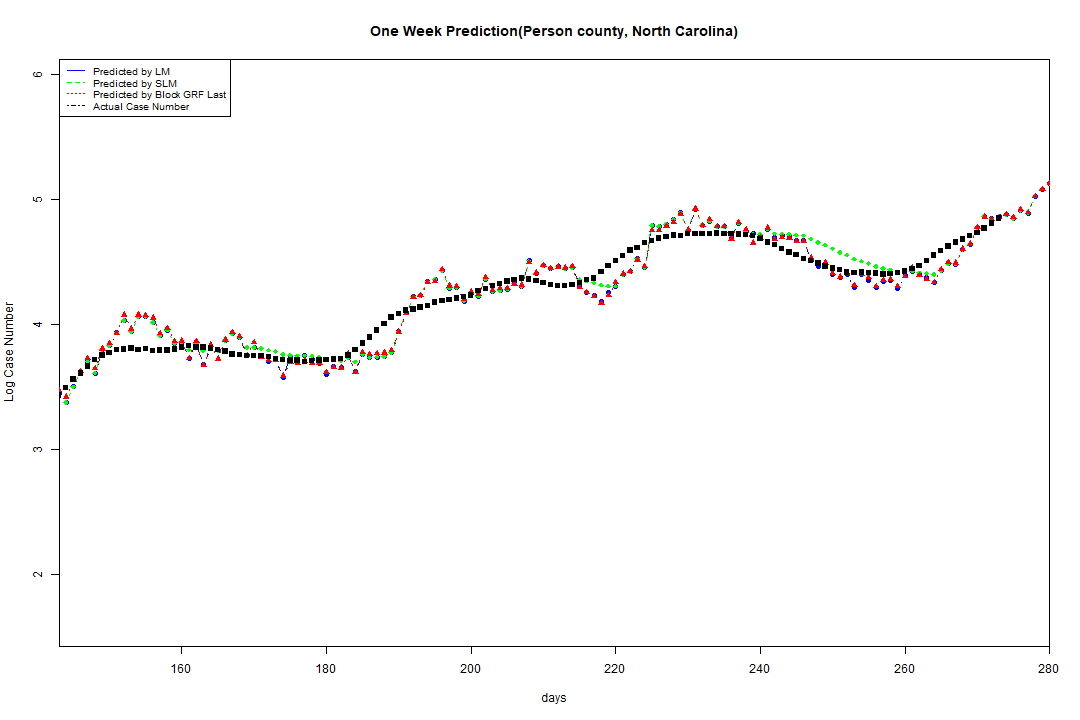 One Week Prediction(Person county, North Carolina)
Predicted by LM
Predicted by SLM
Predicted by Block GRF Last
Actual Case Number
6
5
4
3
2
Log Case Number
160 180 200 220 240 260 280
days